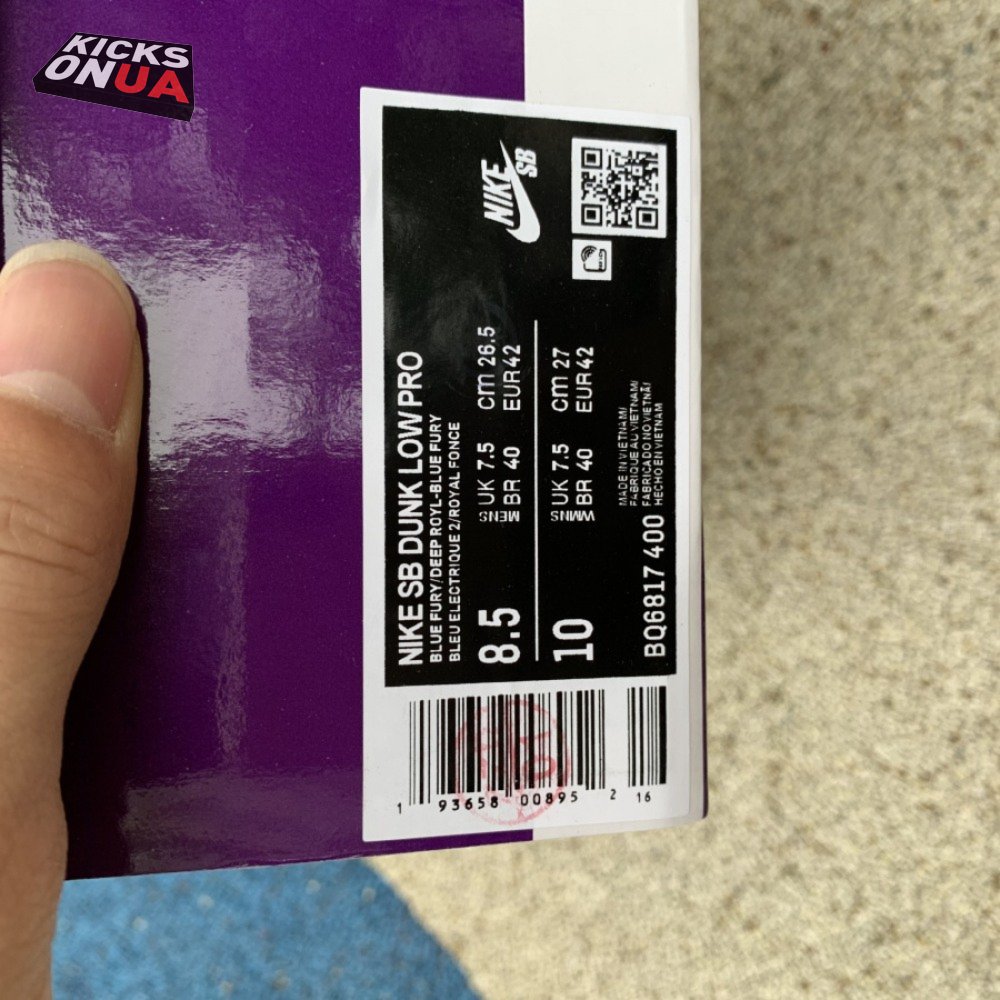 KICKS
ONUA
NIKE
SB
NIKE SB DUNK LOW PRO
BLUE FURY/DEEP ROYL-BLUE FURY
BLEU ELECTRIQUE 2/ROYAL FONCE
8.5
MENS
UK 7.5 cm 26.5
BR 40 EUR 42
10
WMNS
UK 7.5 cm 27
BR 40 EUR 42
BQ6817 400
MADE IN VIETNAM/
FABRIQUE AU VIETNAM/
FABRICADO NO VIETNÃ/
HECHO EN VIETNAM
1 93658 00895 2 16